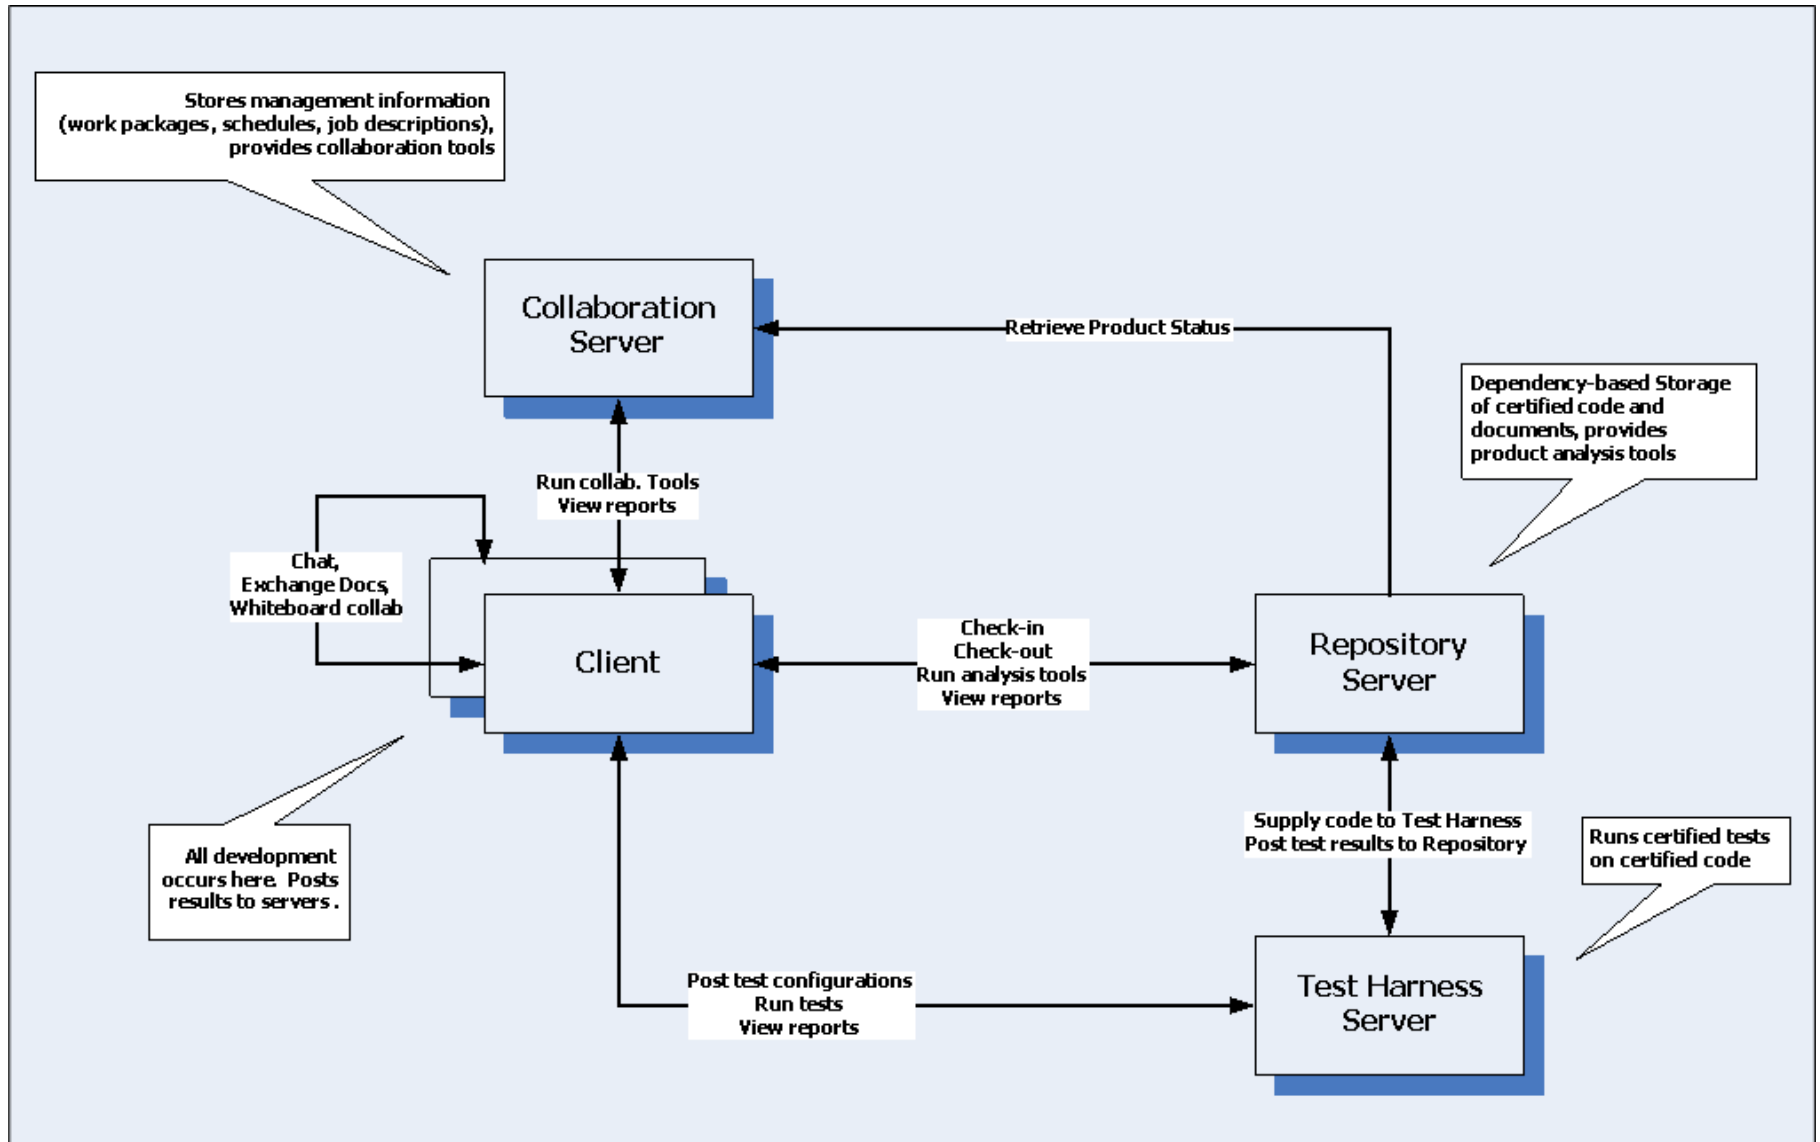 Stores management information
(work packages, schedules, job descriptions),
provides collaboration tools
Collaboration
Server
Retrieve Product Status
Dependency-based Storage
of certified code and
documents, provides
product analysis tools
Run collab. Tools
View reports
Chat,
Exchange Docs,
Whiteboard collab
Client
Check-in
Check-out
Run analysis tools
View reports
Repository
Server
All development
occurs here. Posts
results to servers.
Supply code to Test Harness
Post test results to Repository
Runs certified tests
on certified code
Post test configurations
Run tests
View reports
Test Harness
Server